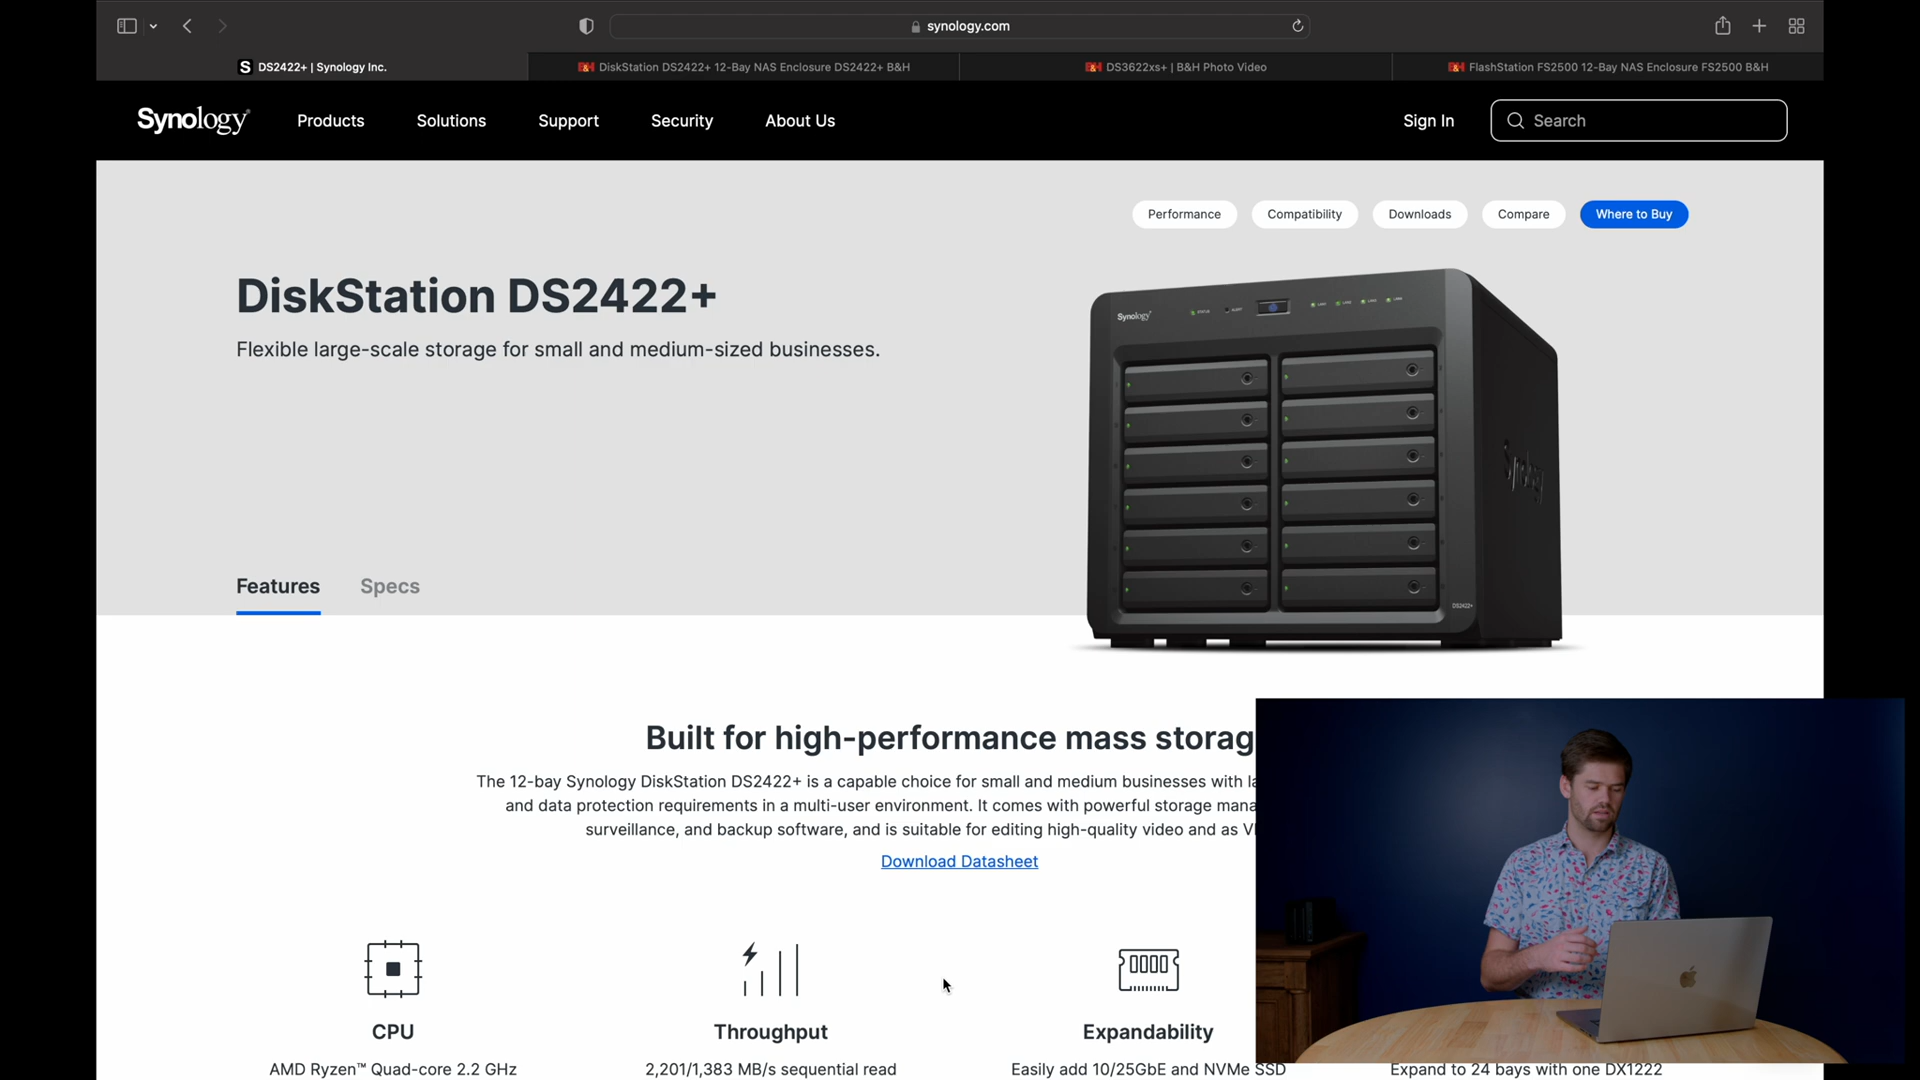 synology.com
DS2422+ | Synology Inc.
DiskStation DS2422+ 12-Bay NAS Enclosure DS2422+ B&H
DS3622xs+ | B&H Photo Video
FlashStation FS2500 12-Bay NAS Enclosure FS2500 B&H
Synology
Products
Solutions
Support
Security
About Us
Sign In
Search
Performance
Compatibility
Downloads
Compare
Where to Buy
DiskStation DS2422+
Flexible large-scale storage for small and medium-sized businesses.
Synology
STATUS
ALERT
Synology
DS2422+
Features
Specs
Built for high-performance mass storag
The 12-bay Synology DiskStation DS2422+ is a capable choice for small and medium businesses with la
and data protection requirements in a multi-user environment. It comes with powerful storage mana
surveillance, and backup software, and is suitable for editing high-quality video and as V
Download Datasheet
CPU
Throughput
Expandability
AMD Ryzen™ Quad-core 2.2 GHz
2,201/1,383 MB/s sequential read
Easily add 10/25GbE and NVMe SSD
Expand to 24 bays with one DX1222